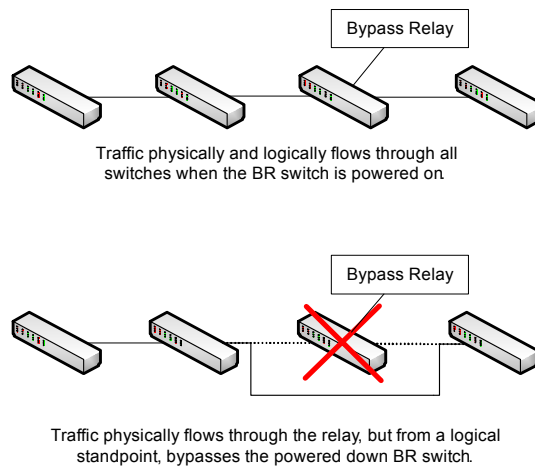 Bypass Relay
Traffic physically and logically flows through all
switches when the BR switch is powered on.
Bypass Relay
Traffic physically flows through the relay, but from a logical
standpoint, bypasses the powered down BR switch.